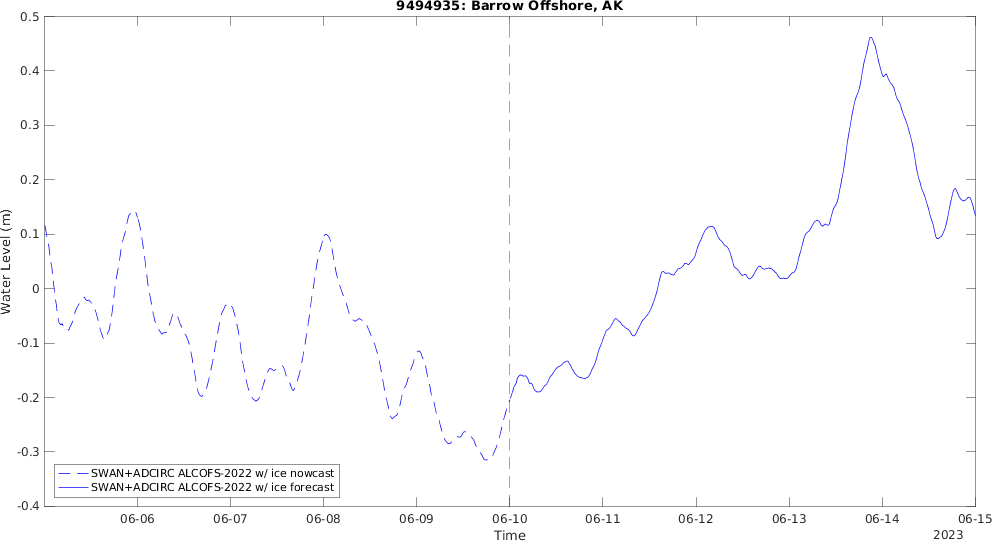 9494935: Barrow Offshore, AK
0.5
0.4
0.3
0.2
0.1
0
-0.1
-0.2
-0.3
-0.4
Water Level (m)
SWAN+ADCIRC ALCOFS-2022 w/ ice nowcast
SWAN+ADCIRC ALCOFS-2022 w/ ice forecast
06-06 06-07 06-08 06-09 06-10 06-11 06-12 06-13 06-14 06-15
Time
2023